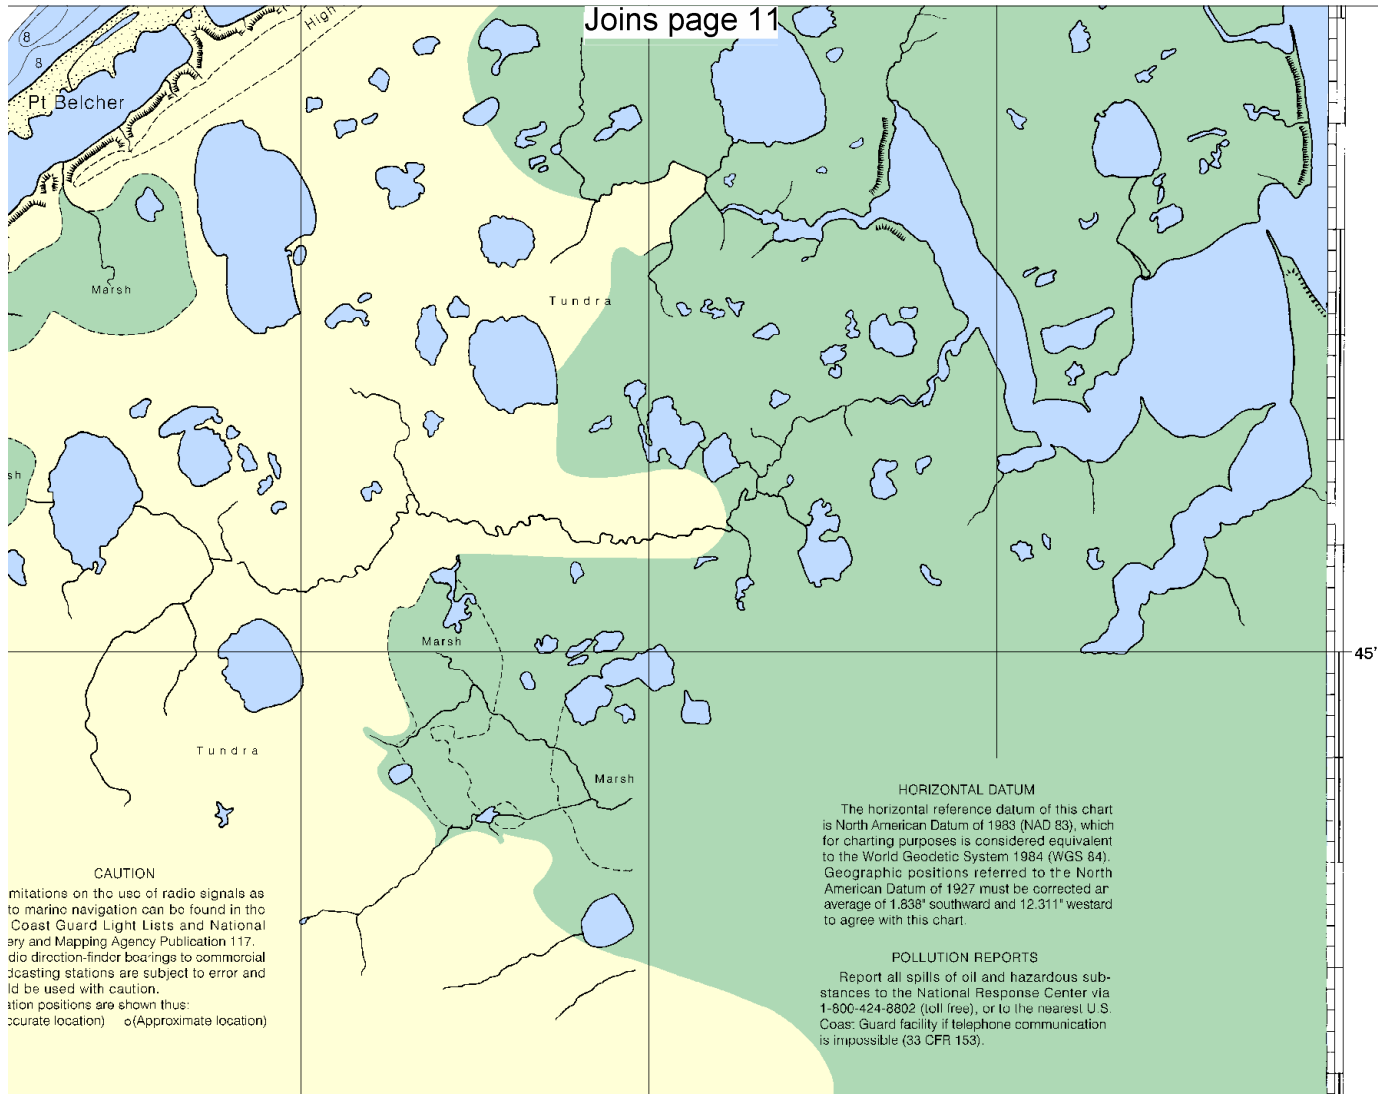 Joins page 11
High
8
8
Pt Belcher
Marsh
Tundra
sh
Marsh
45'
Tundra
Marsh
HORIZONTAL DATUM
The horizontal reference datum of this chart
is North American Datum of 1983 (NAD 83), which
for charting purposes is considered equivalent
to the World Geodetic System 1984 (WGS 84).
Geographic positions referred to the North
American Datum of 1927 must be corrected an
average of 1.838" southward and 12.311" westard
to agree with this chart.
CAUTION
mitations on the use of radio signals as
to marine navigation can be found in the
Coast Guard Light Lists and National
ery and Mapping Agency Publication 117.
dio direction-finder bearings to commercial
dcasting stations are subject to error and
ld be used with caution.
ation positions are shown thus:
ccurate location) o(Approximate location)
POLLUTION REPORTS
Report all spills of oil and hazardous sub-
stances to the National Response Center via
1-800-424-8802 (toll free), or to the nearest U.S.
Coast Guard facility if telephone communication
is impossible (33 CFR 153).